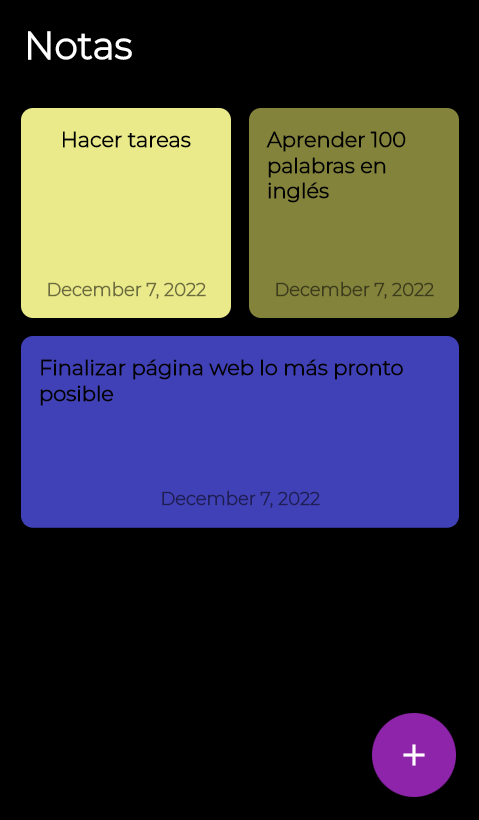 Notas
Hacer tareas
December 7, 2022
Aprender 100
palabras en
inglés
December 7, 2022
Finalizar página web lo más pronto
posible
December 7, 2022
+